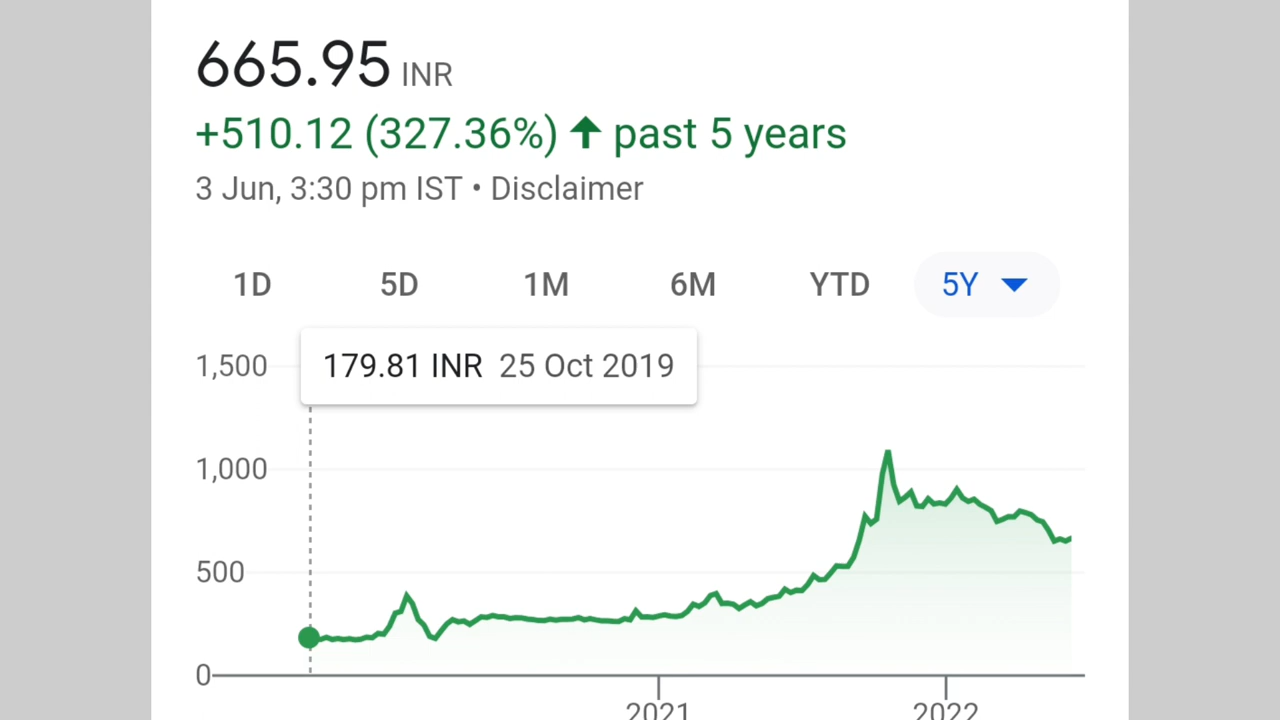 665.95 INR
+510.12 (327.36%) ↑ past 5 years
3 Jun, 3:30 pm IST • Disclaimer
1D 5D 1M 6M YTD 5Y
179.81 INR 25 Oct 2019
1,500
1,000
500
0
2021 2022